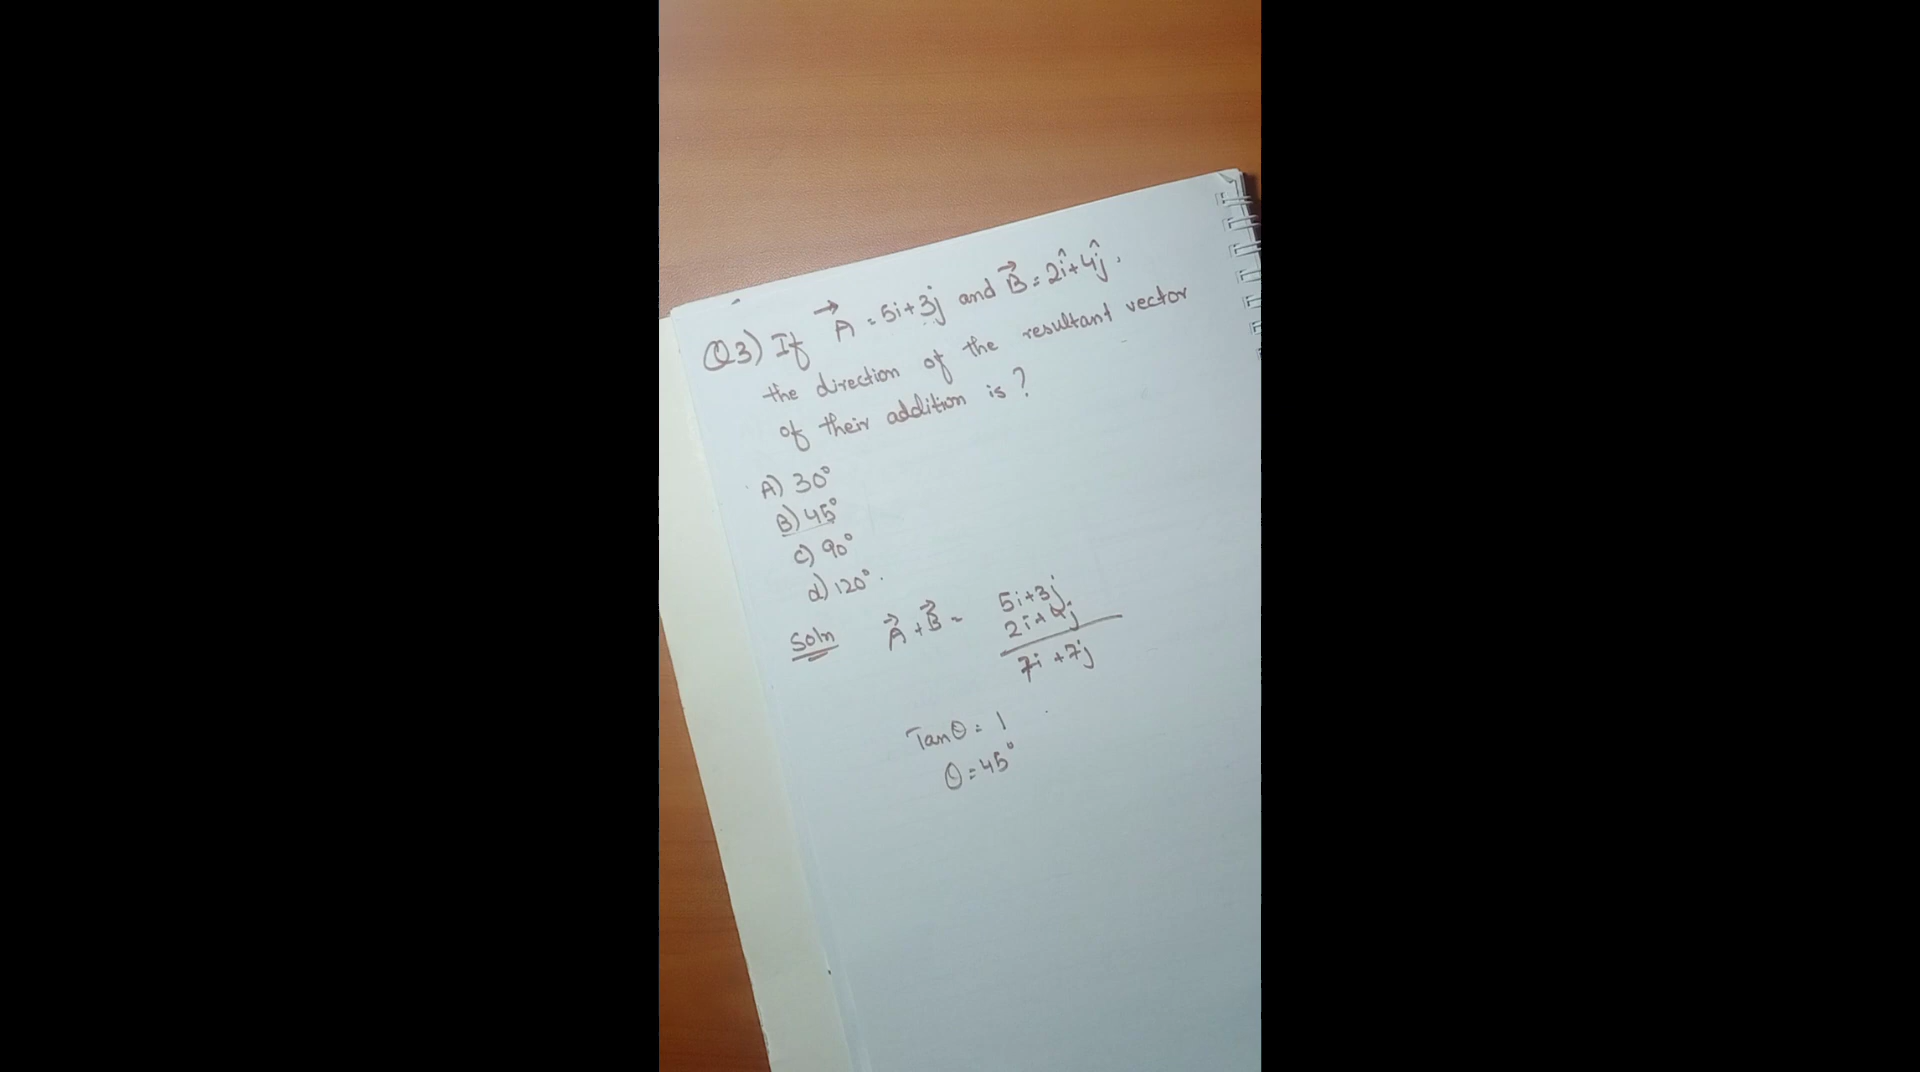 Q3) If A⃗ = 5i+3j and B⃗ = 2î+4ĵ.
the direction of the resultant vector
of their addition is?
A) 30°
B) 45°
C) 90°
d) 120°.
Soln A⃗ + B⃗ = 5i+3j
2i+4j
7i+7j
Tanθ = 1
θ = 45°